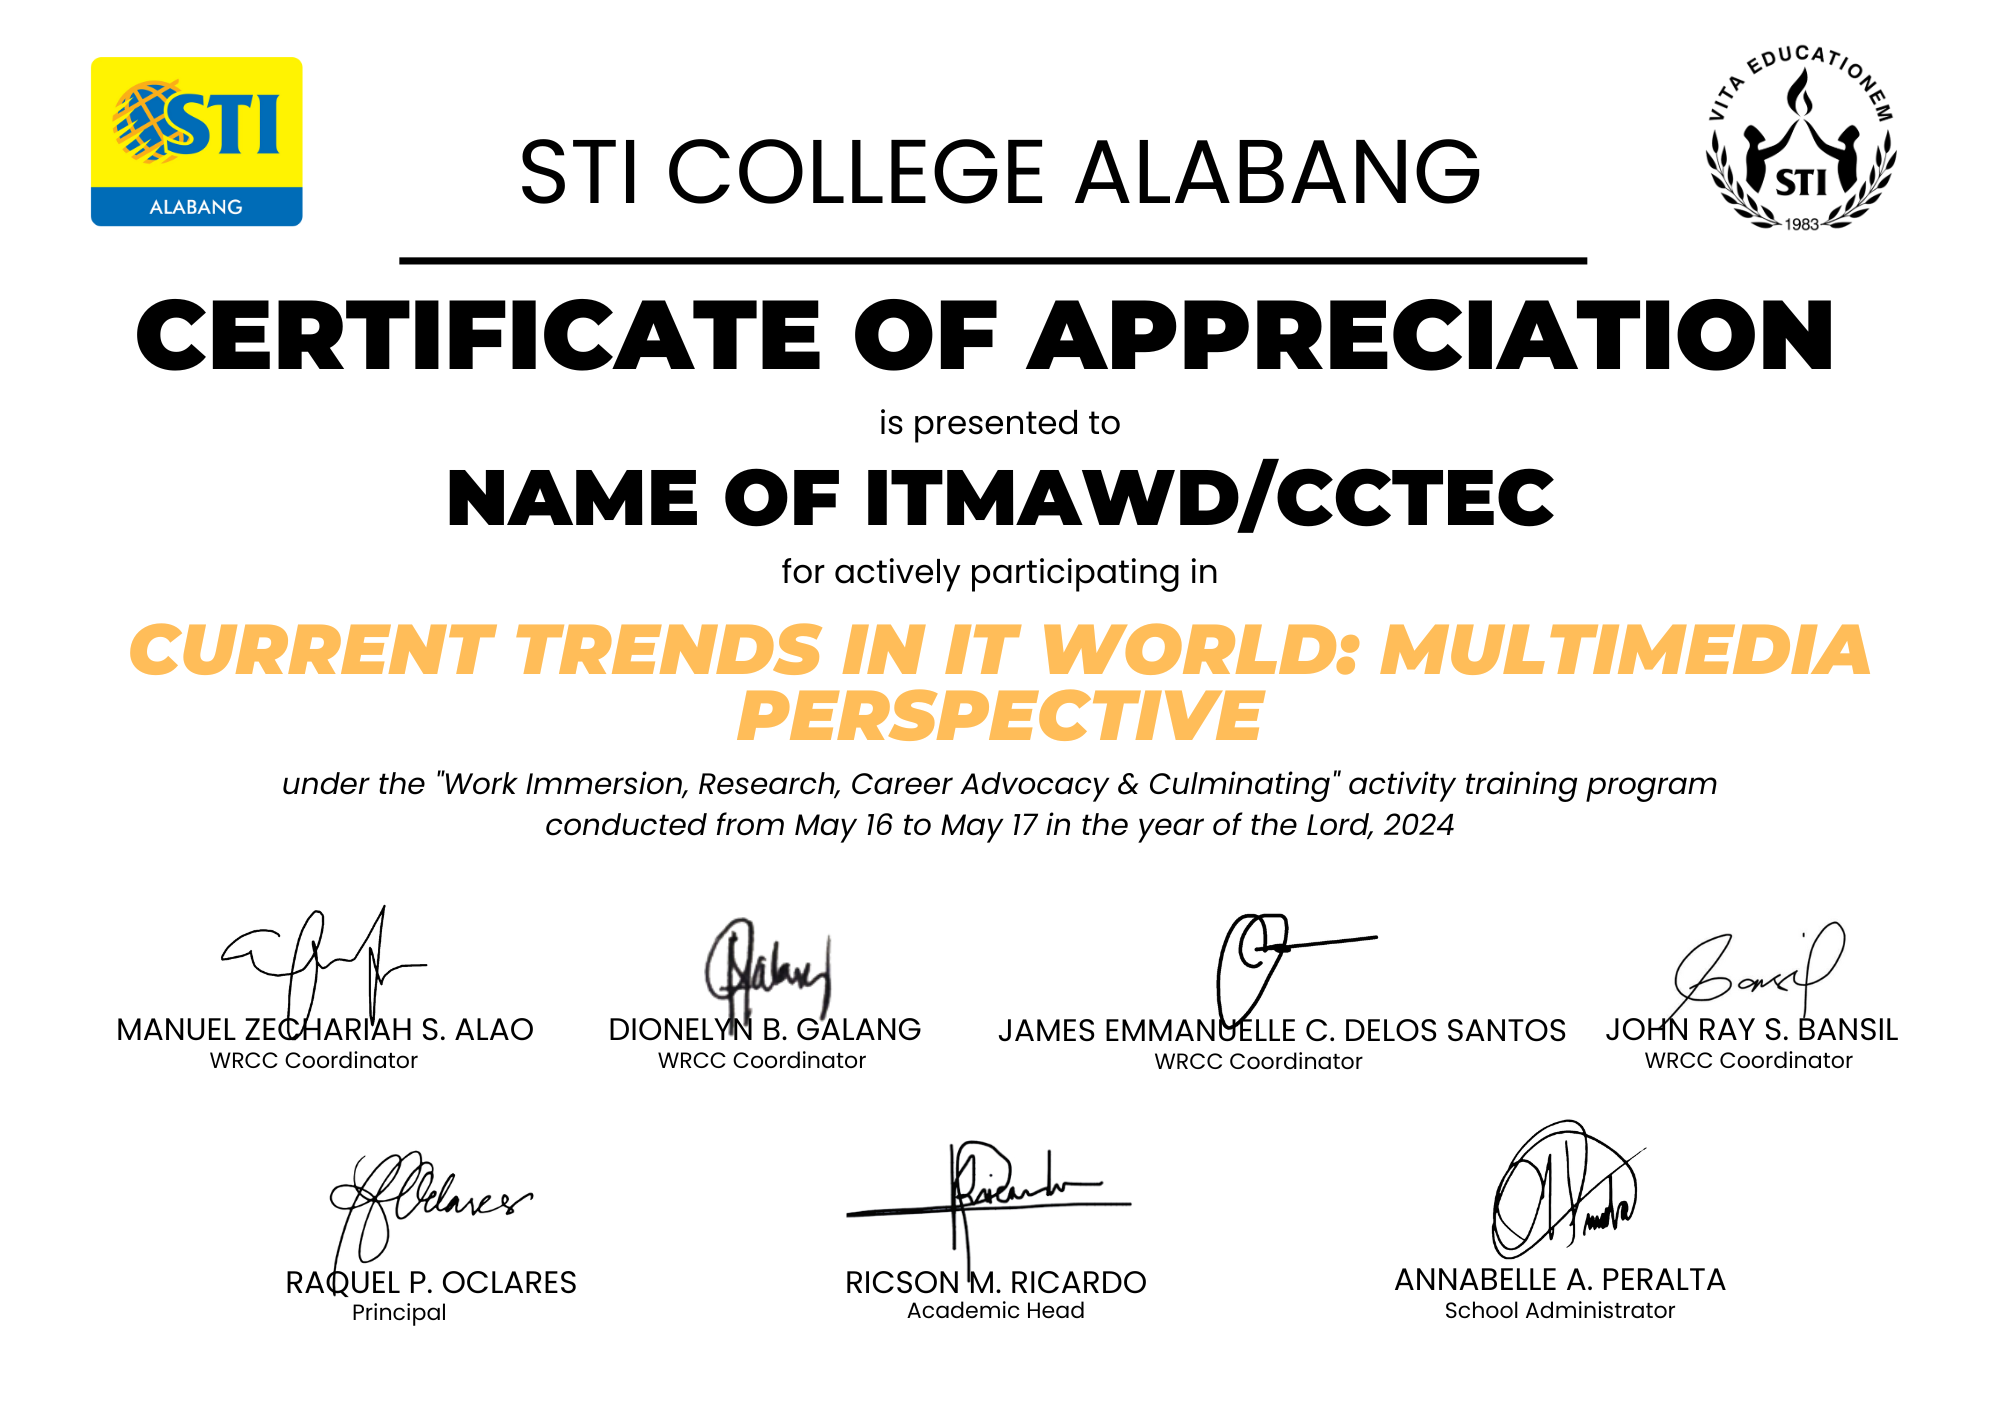 STI
ALABANG
VITA EDUCATIONEM
STI
1983
STI COLLEGE ALABANG
CERTIFICATE OF APPRECIATION
is presented to
NAME OF ITMAWD/CCTEC
for actively participating in
CURRENT TRENDS IN IT WORLD: MULTIMEDIA
PERSPECTIVE
under the "Work Immersion, Research, Career Advocacy & Culminating" activity training program
conducted from May 16 to May 17 in the year of the Lord, 2024
MANUEL ZECHARIAH S. ALAO
WRCC Coordinator
Galang
DIONELYN B. GALANG
WRCC Coordinator
JAMES EMMANUELLE C. DELOS SANTOS
WRCC Coordinator
Bansil
JOHN RAY S. BANSIL
WRCC Coordinator
Oclares
RAQUEL P. OCLARES
Principal
Ricardo
RICSON M. RICARDO
Academic Head
ANNABELLE A. PERALTA
School Administrator